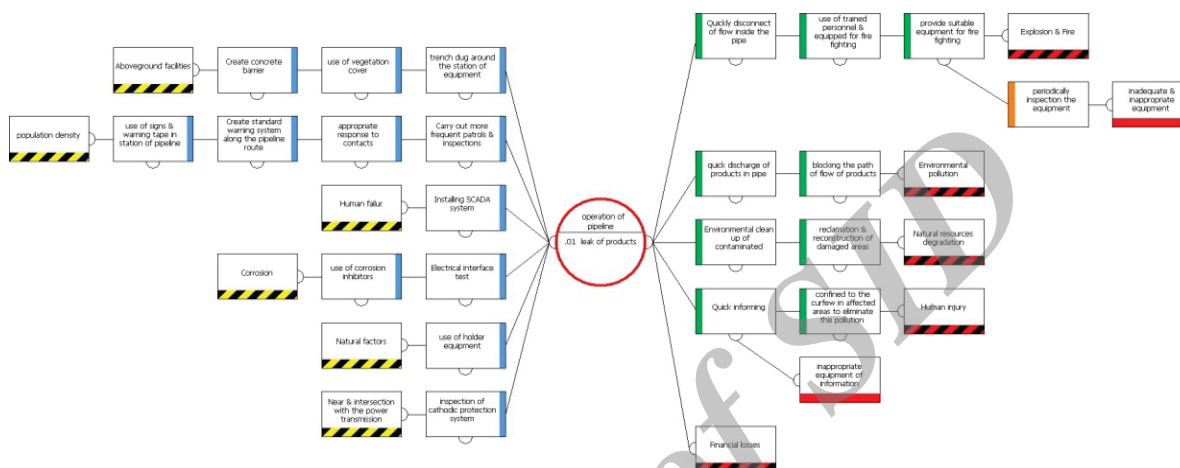 Aboveground facilities
Create concrete
barrier
use of vegetation
cover
trench dug around
the station of
equipment
population density
use of signs &
warning tape in
station of pipeline
Create standard
warning system
along the pipeline
route
appropriate
response to
contacts
Carry out more
frequent patrols &
inspections
Human failur
Installing SCADA
system
Corrosion
use of corrosion
inhibitors
Electrical interface
test
Natural factors
use of holder
equipment
Near & intersection
with the power
transmission
inspection of
cathodic protection
system
operation of
pipeline
.01 leak of products
Quickly disconnect
of flow inside the
pipe
use of trained
personnel &
equipped for fire
fighting
provide suitable
equipment for fire
fighting
Explosion & Fire
periodically
inspection the
equipment
inadequate &
inappropriate
equipment
quick discharge of
products in pipe
blocking the path
of flow of products
Environmental
pollution
Environmental clean
up of
contaminated
reclamation &
reconstruction of
damaged areas
Natural resources
degradation
Quick informing
confined to the
curfew in affected
areas to eliminate
the pollution
Human injury
inappropriate
equipment of
information
Financial losses
of SID